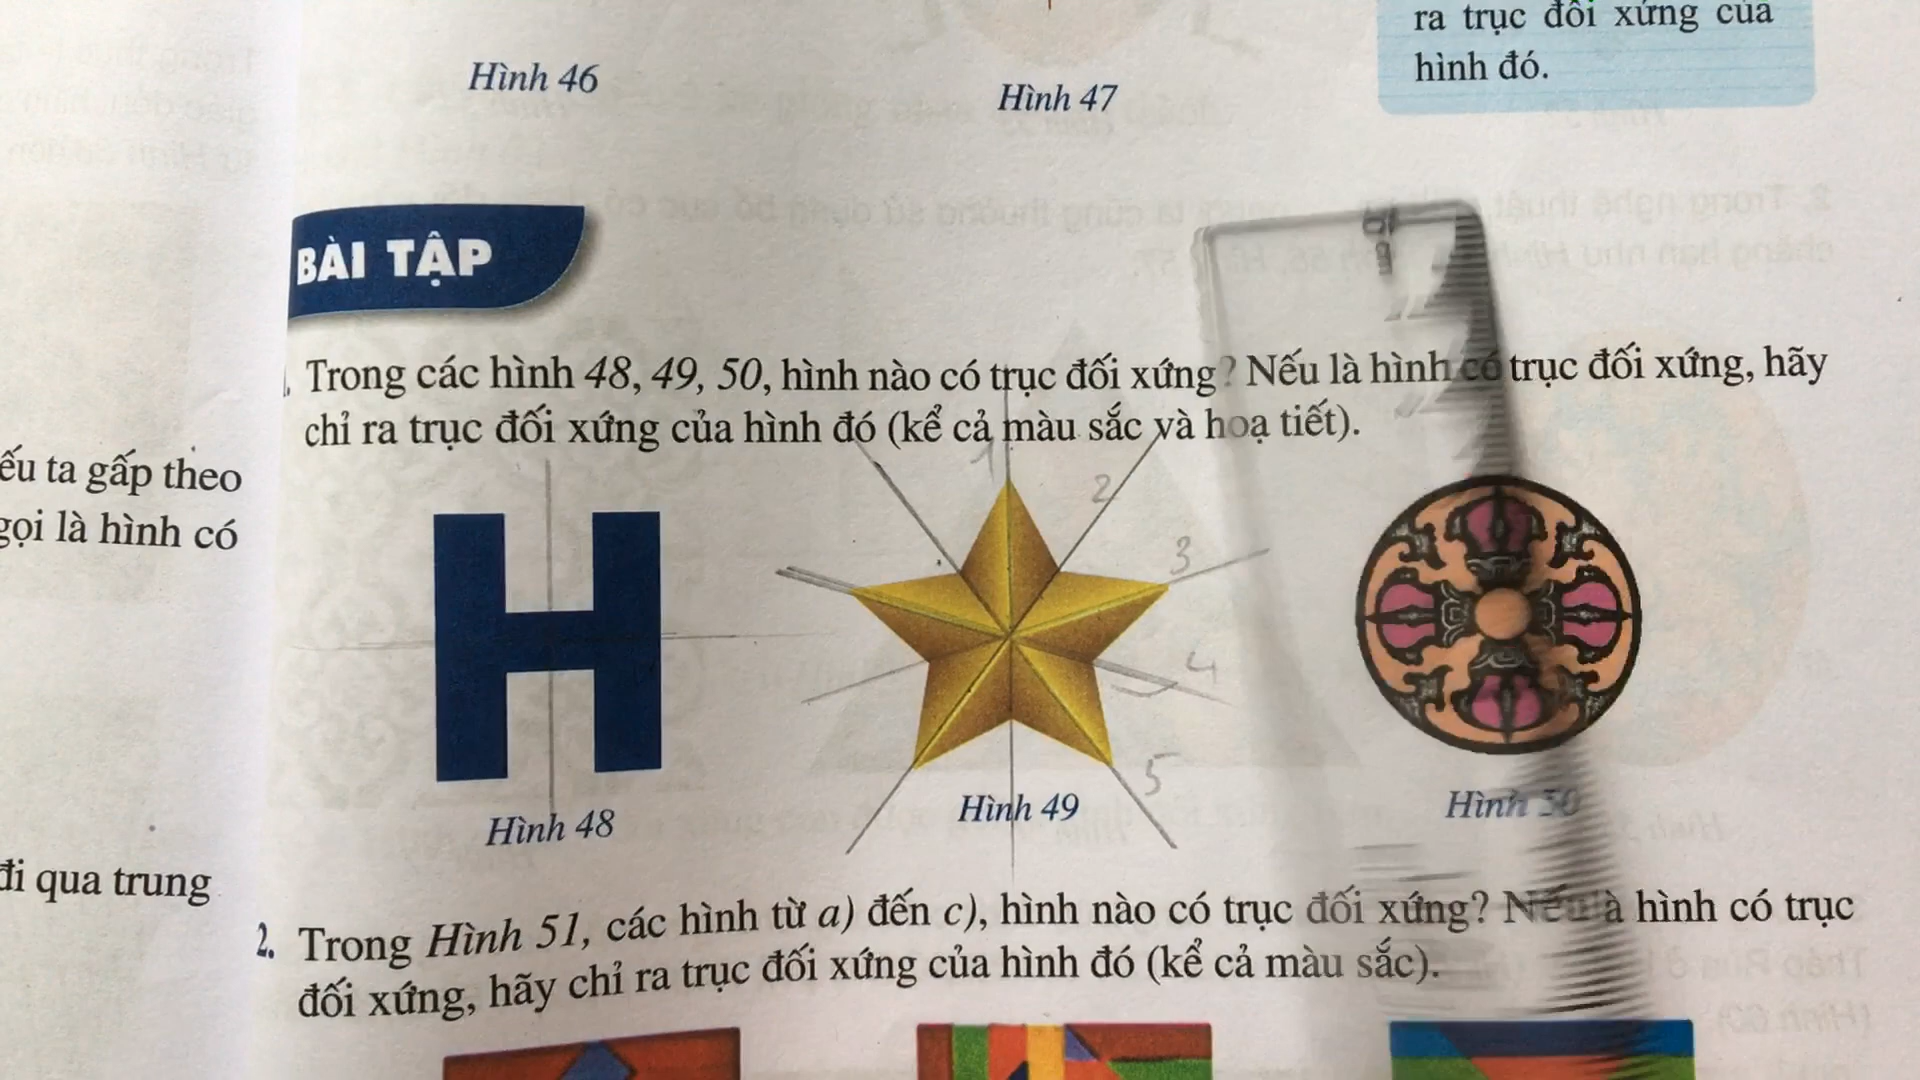 ra trục đối xứng của
hình đó.
Hình 46
Hình 47
BÀI TẬP
Trong các hình 48, 49, 50, hình nào có trục đối xứng? Nếu là hình có trục đối xứng, hãy
chỉ ra trục đối xứng của hình đó (kể cả màu sắc và hoạ tiết).
ếu ta gấp theo
gọi là hình có
đi qua trung
1
2
3
4
5
Hình 48
Hình 49
Hình 50
2. Trong Hình 51, các hình từ a) đến c), hình nào có trục đối xứng? Nếu là hình có trục
đối xứng, hãy chỉ ra trục đối xứng của hình đó (kể cả màu sắc).